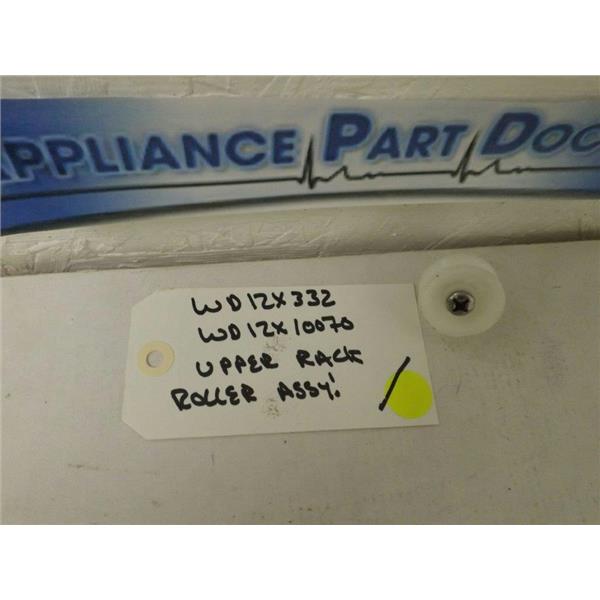 APPLIANCE PART DOC
WD12X332
WD12X10070
UPPER RACK
ROLLER ASSY!